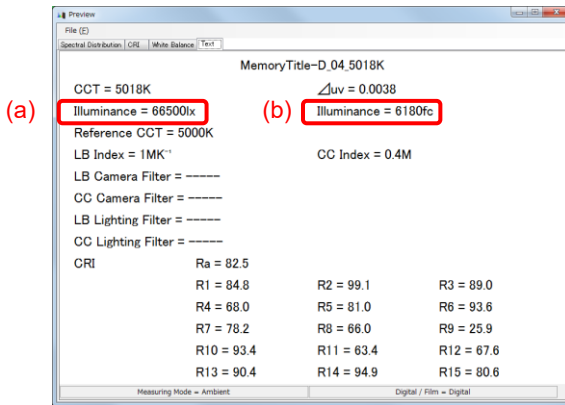 Preview
File (F)
Spectral Distribution CRI White Balance Text
MemoryTitle-D_04_5018K
CCT = 5018K ⊿uv = 0.0038
(a) Illuminance = 66500lx (b) Illuminance = 6180fc
Reference CCT = 5000K
LB Index = 1MK⁻¹ CC Index = 0.4M
LB Camera Filter = -----
CC Camera Filter = -----
LB Lighting Filter = -----
CC Lighting Filter = -----
CRI Ra = 82.5
R1 = 84.8 R2 = 99.1 R3 = 89.0
R4 = 68.0 R5 = 81.0 R6 = 93.6
R7 = 78.2 R8 = 66.0 R9 = 25.9
R10 = 93.4 R11 = 63.4 R12 = 67.6
R13 = 90.4 R14 = 94.9 R15 = 80.6
Measuring Mode = Ambient Digital / Film = Digital